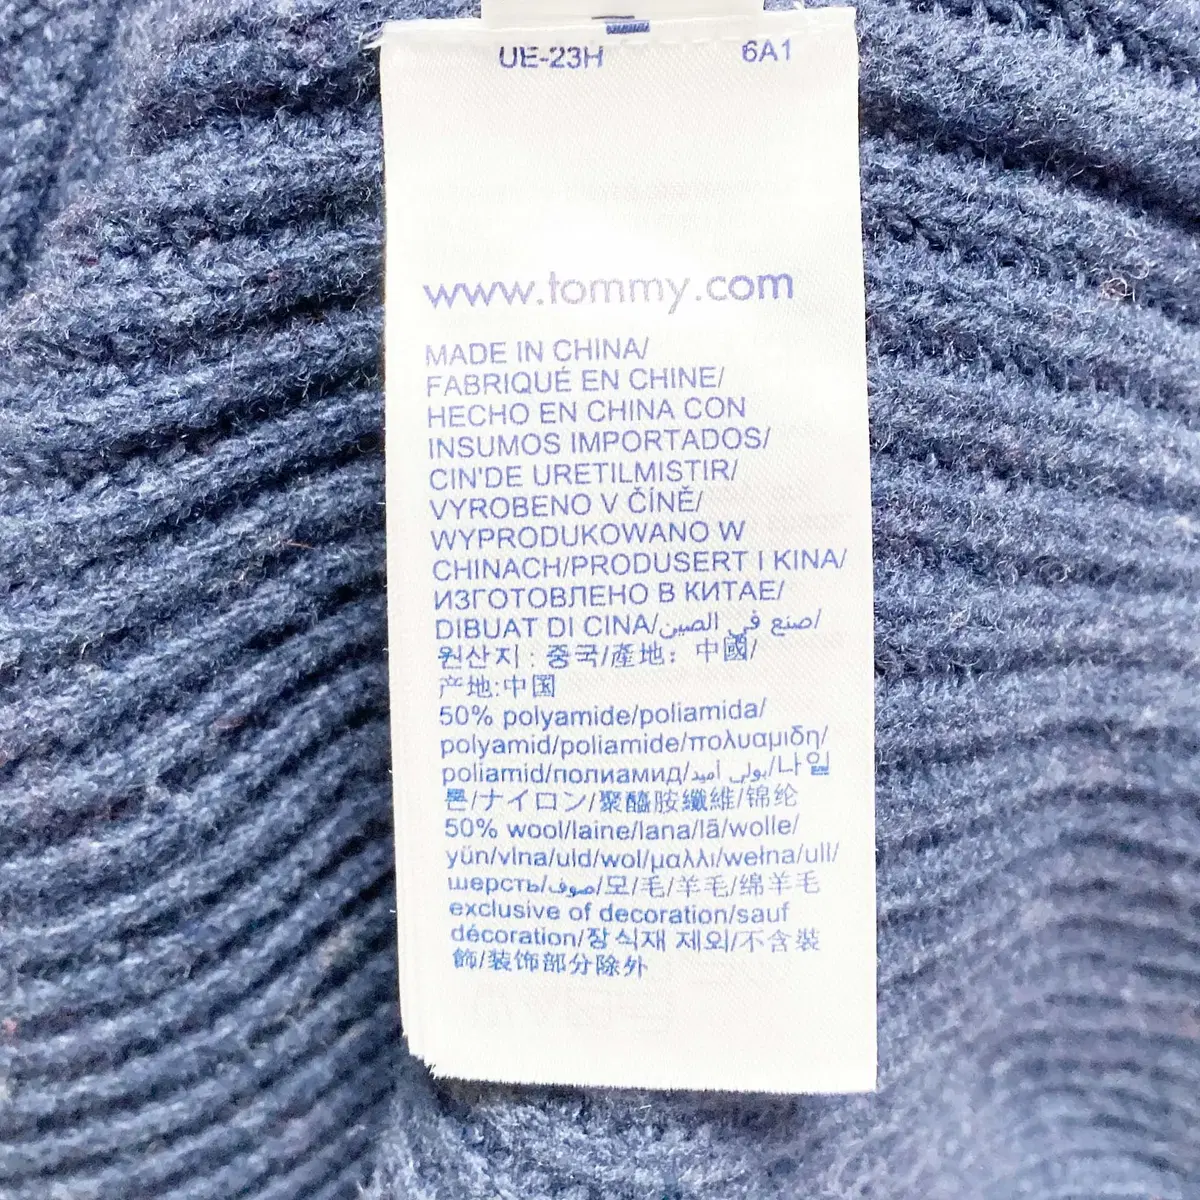 UE-23H 6A1
www.tommy.com
MADE IN CHINA/
FABRIQUÉ EN CHINE/
HECHO EN CHINA CON
INSUMOS IMPORTADOS/
CIN'DE URETILMISTIR/
VYROBENO V ČÍNĚ/
WYPRODUKOWANO W
CHINACH/PRODUSERT I KINA/
ИЗГОТОВЛЕНО В КИТАЕ/
DIBUAT DI CINA/صنع في الصين/
원산지 : 중국/產地：中國/
产地:中国
50% polyamide/poliamida/
polyamid/poliamide/πολυαμιδη/
poliamid/полиамид/بولي أميد/나일
론/ナイロン/聚醯胺纖維/锦纶
50% wool/laine/lana/lã/wolle/
yün/vlna/uld/wol/μαλλι/wełna/ull/
шерсть/صوف/모/毛/羊毛/绵羊毛
exclusive of decoration/sauf
décoration/장식재 제외/不含裝
飾/装饰部分除外